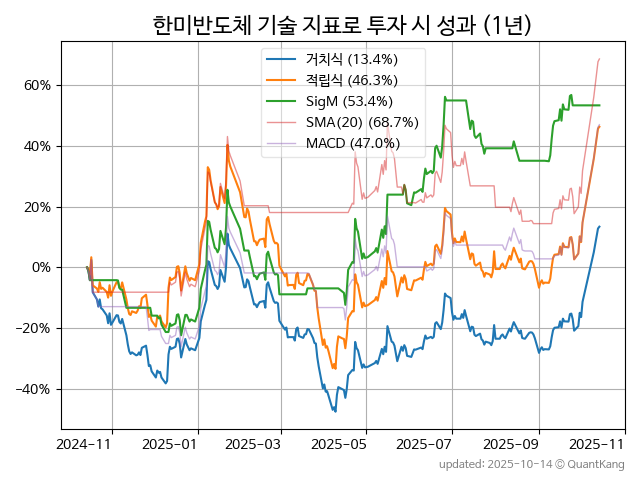 한미반도체 기술 지표로 투자 시 성과 (1년)
거치식 (13.4%)
적립식 (46.3%)
SigM (53.4%)
SMA(20) (68.7%)
MACD (47.0%)
60%
40%
20%
0%
−20%
−40%
2024-11
2025-01
2025-03
2025-05
2025-07
2025-09
2025-11
updated: 2025-10-14 © QuantKang